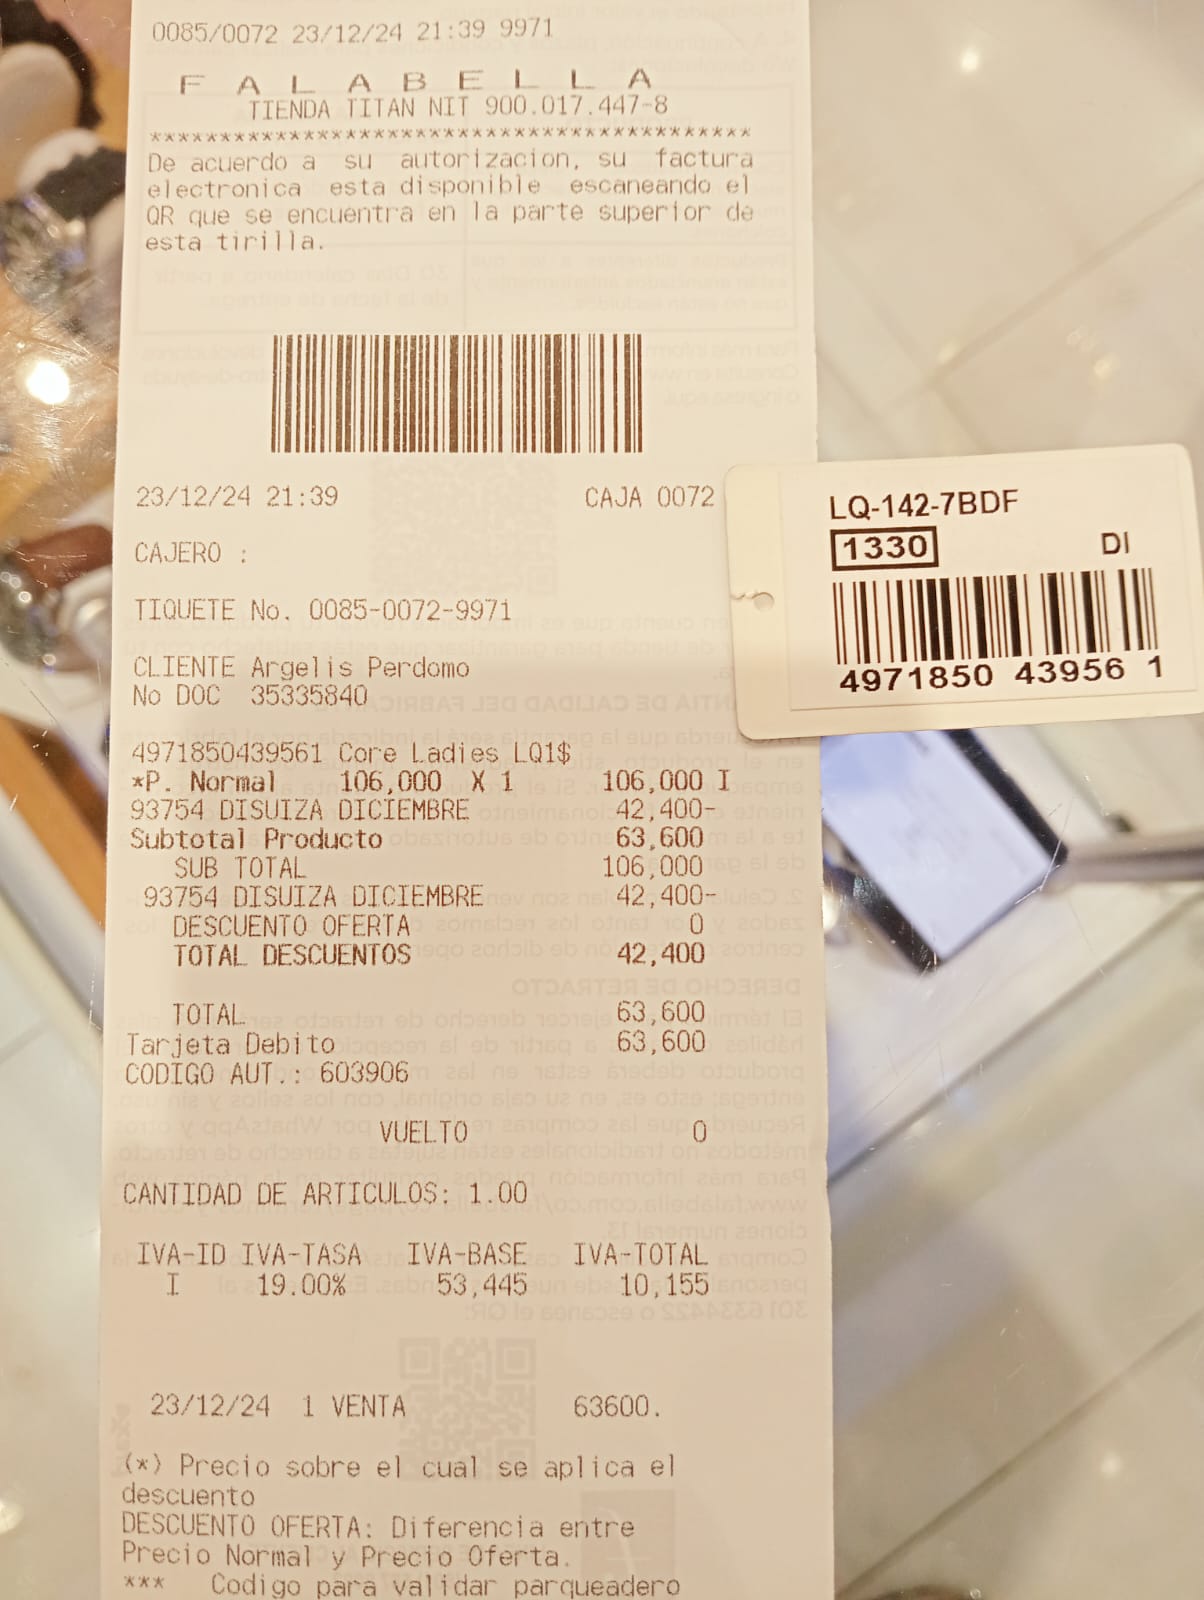 0085/0072 23/12/24 21:39 9971
F A L A B E L L A
TIENDA TITAN NIT 900.017.447-8
*******************************************
De acuerdo a su autorizacion, su factura
electronica esta disponible escaneando el
QR que se encuentra en la parte superior de
esta tirilla.
23/12/24 21:39 CAJA 0072
CAJERO :
TIQUETE No. 0085-0072-9971
CLIENTE Argelis Perdomo
No DOC 35335840
4971850439561 Core Ladies LQ1$
*P. Normal 106,000 X 1 106,000 I
93754 DISUIZA DICIEMBRE 42,400-
Subtotal Producto 63,600
SUB TOTAL 106,000
93754 DISUIZA DICIEMBRE 42,400-
DESCUENTO OFERTA 0
TOTAL DESCUENTOS 42,400
TOTAL 63,600
Tarjeta Debito 63,600
CODIGO AUT.: 603906
VUELTO 0
CANTIDAD DE ARTICULOS: 1.00
IVA-ID IVA-TASA IVA-BASE IVA-TOTAL
I 19.00% 53,445 10,155
23/12/24 1 VENTA 63600.
(*) Precio sobre el cual se aplica el
descuento
DESCUENTO OFERTA: Diferencia entre
Precio Normal y Precio Oferta.
*** Codigo para validar parqueadero
LQ-142-7BDF
1330 DI
4971850 43956 1